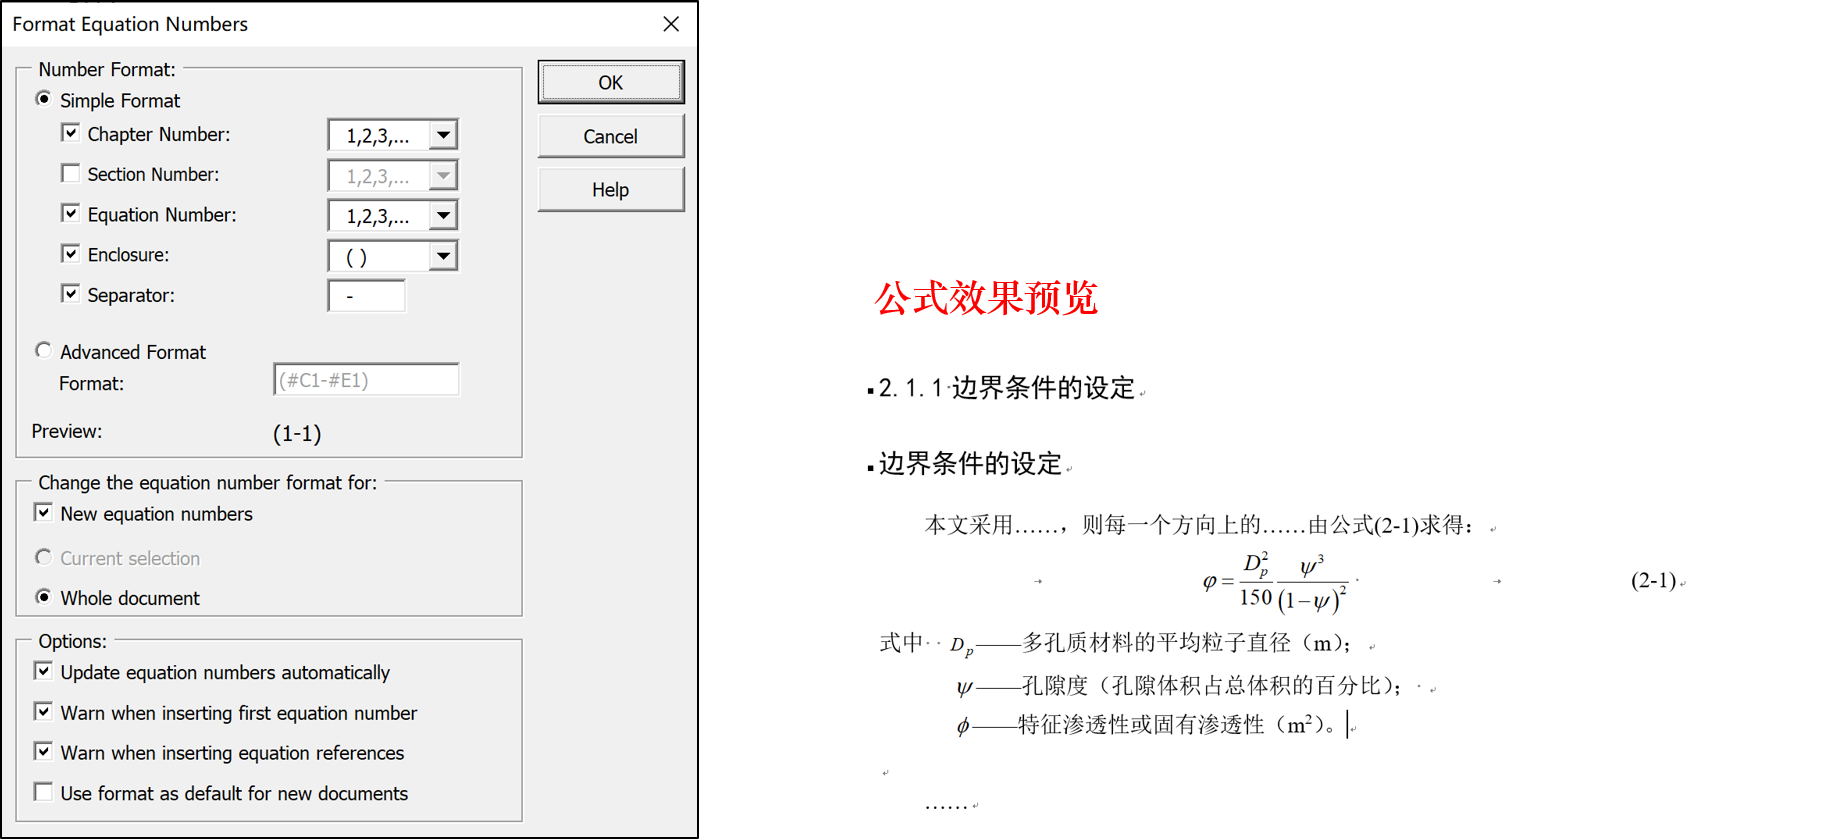 Format Equation Numbers
Number Format:
Simple Format
Chapter Number: 1,2,3,...
Section Number: 1,2,3,...
Equation Number: 1,2,3,...
Enclosure: ( )
Separator: -
Advanced Format
Format: (#C1-#E1)
Preview: (1-1)
Change the equation number format for:
New equation numbers
Current selection
Whole document
Options:
Update equation numbers automatically
Warn when inserting first equation number
Warn when inserting equation references
Use format as default for new documents
OK
Cancel
Help
公式效果预览
2.1.1 边界条件的设定
边界条件的设定
本文采用……，则每一个方向上的……由公式(2-1)求得：
φ = D_p^2/150 ψ^3/(1−ψ)^2 (2-1)
式中 D_p——多孔质材料的平均粒子直径（m）；
ψ——孔隙度（孔隙体积占总体积的百分比）；
ϕ——特征渗透性或固有渗透性（m²）。
……